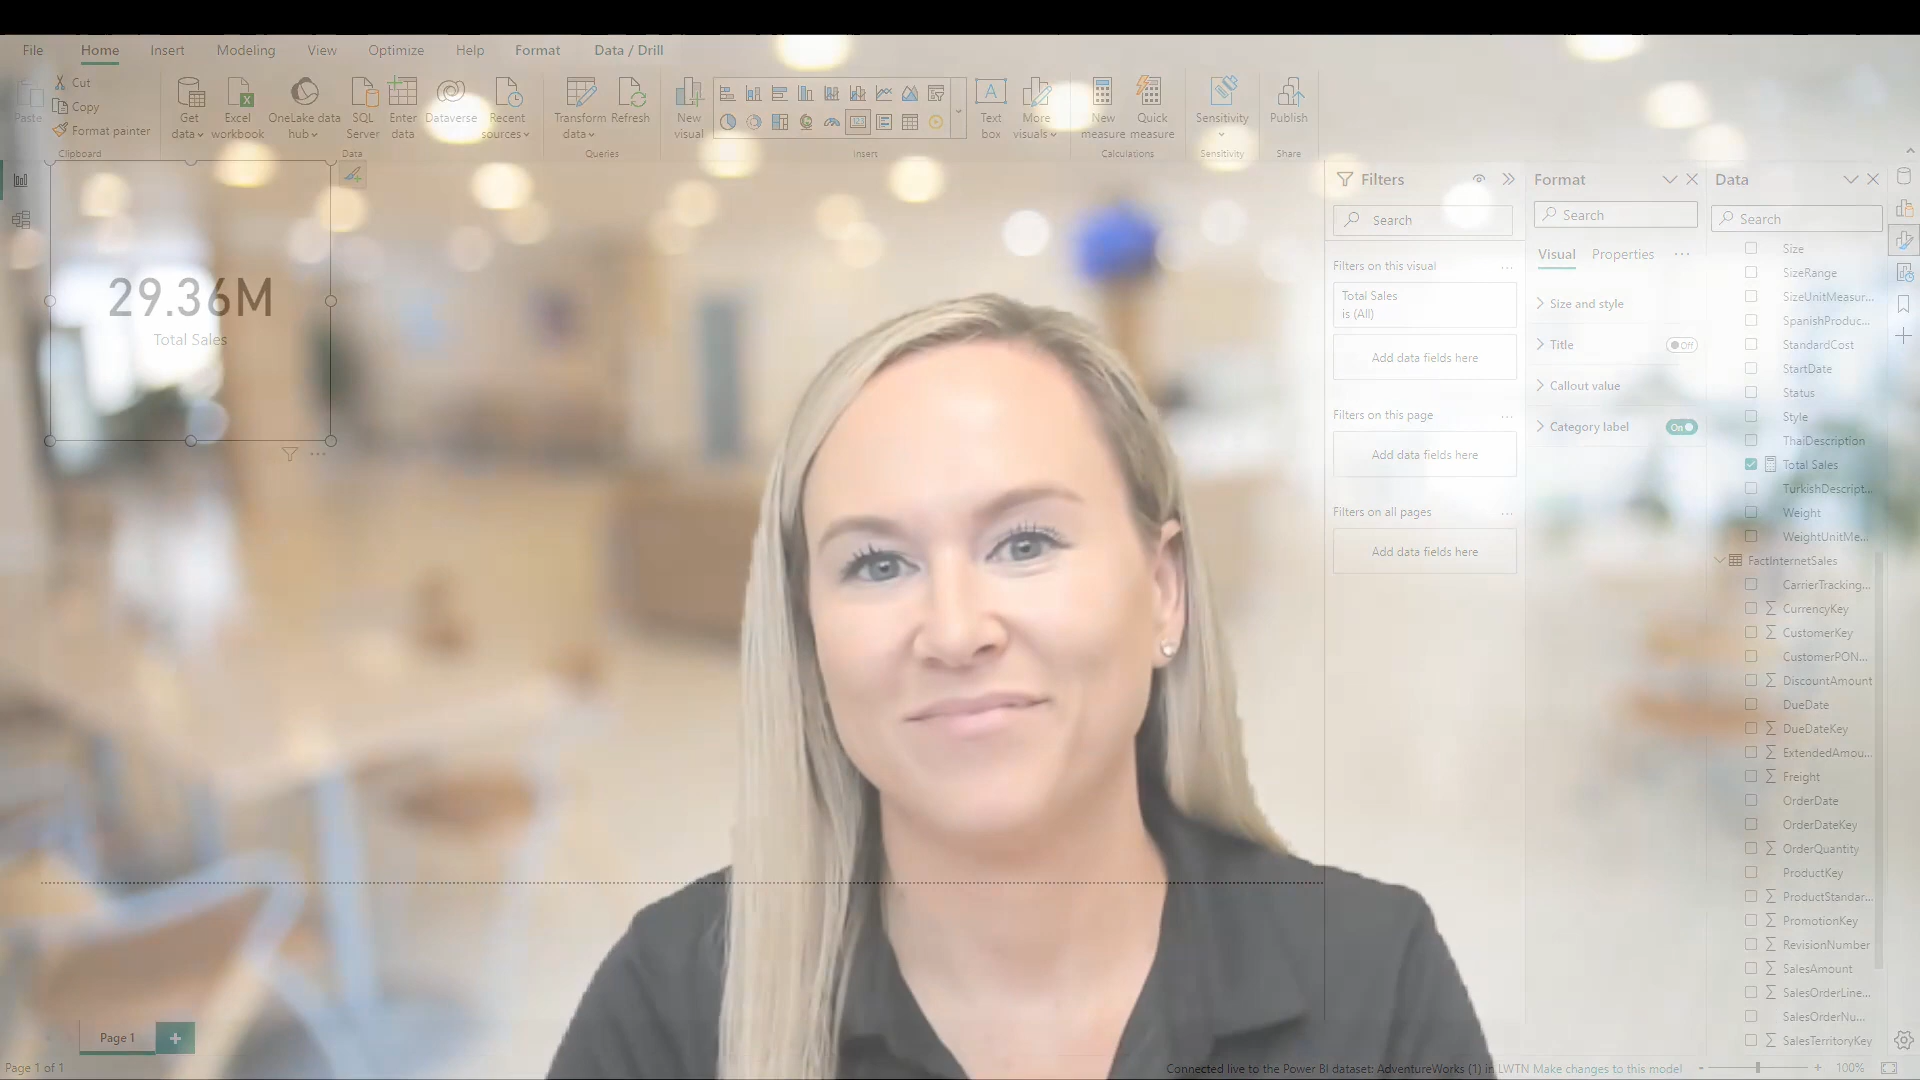 File Home Insert Modeling View Optimize Help Format Data / Drill
Paste
Cut
Copy
Format painter
Clipboard
Get data
Excel workbook
OneLake data hub
SQL Server
Enter data
Dataverse
Recent sources
Data
Transform data
Refresh
Queries
New visual
Text box
More visuals
Insert
New measure
Quick measure
Calculations
Sensitivity
Sensitivity
Publish
Share
29.36M
Total Sales
Filters
Search
Filters on this visual
Total Sales
is (All)
Add data fields here
Filters on this page
Add data fields here
Filters on all pages
Add data fields here
Format
Search
Visual Properties
Size and style
Title Off
Callout value
Category label On
Data
Search
Size
SizeRange
SizeUnitMeasur...
SpanishProduc...
StandardCost
StartDate
Status
Style
ThaiDescription
Total Sales
TurkishDescript...
Weight
WeightUnitMe...
FactInternetSales
CarrierTracking...
CurrencyKey
CustomerKey
CustomerPON...
DiscountAmount
DueDate
DueDateKey
ExtendedAmou...
Freight
OrderDate
OrderDateKey
OrderQuantity
ProductKey
ProductStandar...
PromotionKey
RevisionNumber
SalesAmount
SalesOrderLine...
SalesOrderNu...
SalesTerritoryKey
Page 1
Page 1 of 1
Connected live to the Power BI dataset: AdventureWorks (1) in LWTN Make changes to this model
100%